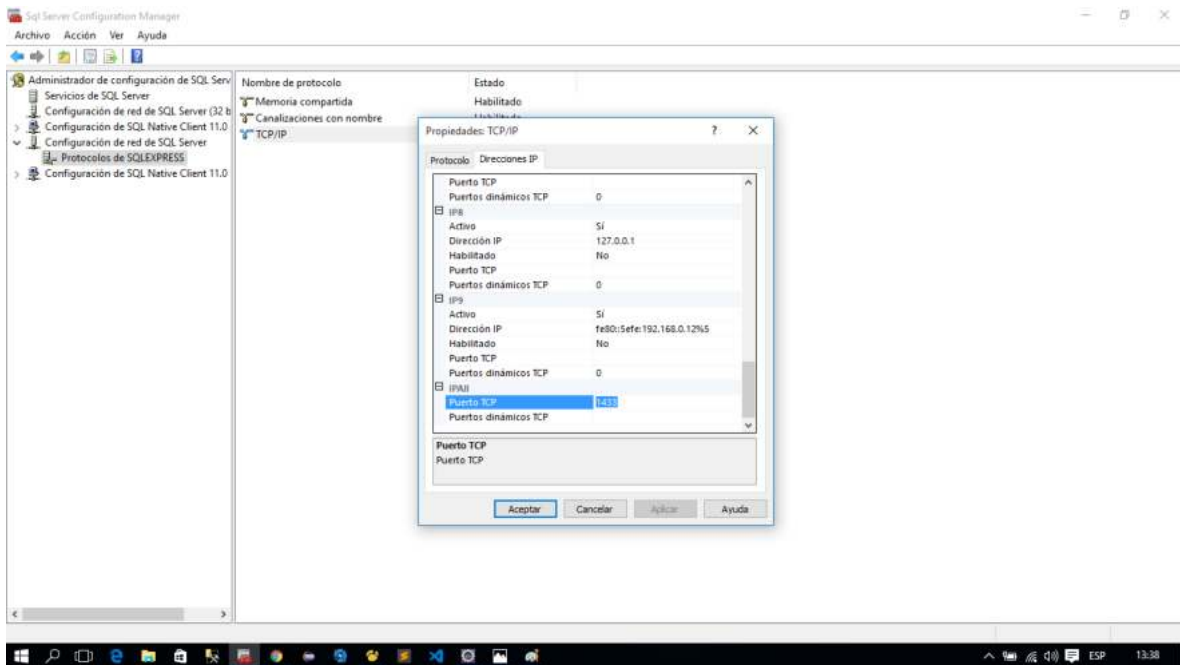 Sql Server Configuration Manager
Archivo Acción Ver Ayuda
Administrador de configuración de SQL Serv
Servicios de SQL Server
Configuración de red de SQL Server (32 b
Configuración de SQL Native Client 11.0
Configuración de red de SQL Server
Protocolos de SQLEXPRESS
Configuración de SQL Native Client 11.0
Nombre de protocolo Estado
Memoria compartida Habilitado
Canalizaciones con nombre
TCP/IP
Propiedades: TCP/IP ?
Protocolo Direcciones IP
Puerto TCP
Puertos dinámicos TCP 0
IP8
Activo Sí
Dirección IP 127.0.0.1
Habilitado No
Puerto TCP
Puertos dinámicos TCP 0
IP9
Activo Sí
Dirección IP fe80::5efe:192.168.0.12%5
Habilitado No
Puerto TCP
Puertos dinámicos TCP 0
IPAll
Puerto TCP 1433
Puertos dinámicos TCP
Puerto TCP
Puerto TCP
Aceptar Cancelar Aplicar Ayuda
ESP 13:38